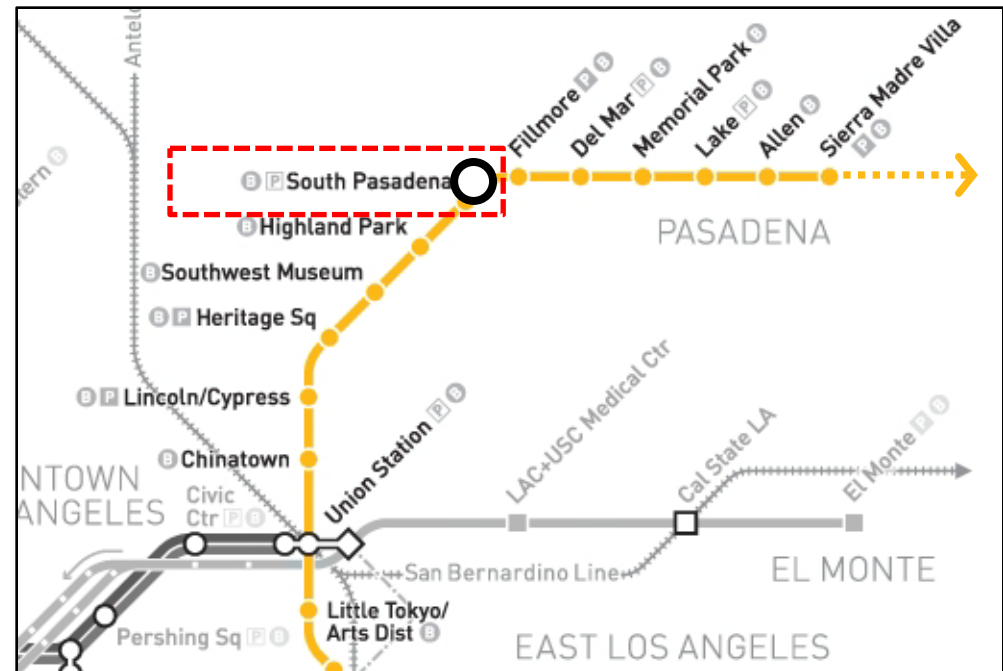 Antel
tern B
Fillmore P B
Del Mar P B
Memorial Park B
Lake P B
Allen B
Sierra Madre Villa
P B
B P South Pasadena
B Highland Park
PASADENA
B Southwest Museum
B P Heritage Sq
B P Lincoln/Cypress
B Chinatown
Union Station P B
LAC+USC Medical Ctr
Cal State LA
El Monte P B
NTOWN
ANGELES
Civic
Ctr P B
San Bernardino Line
EL MONTE
Little Tokyo/
Arts Dist B
Pershing Sq P B
EAST LOS ANGELES